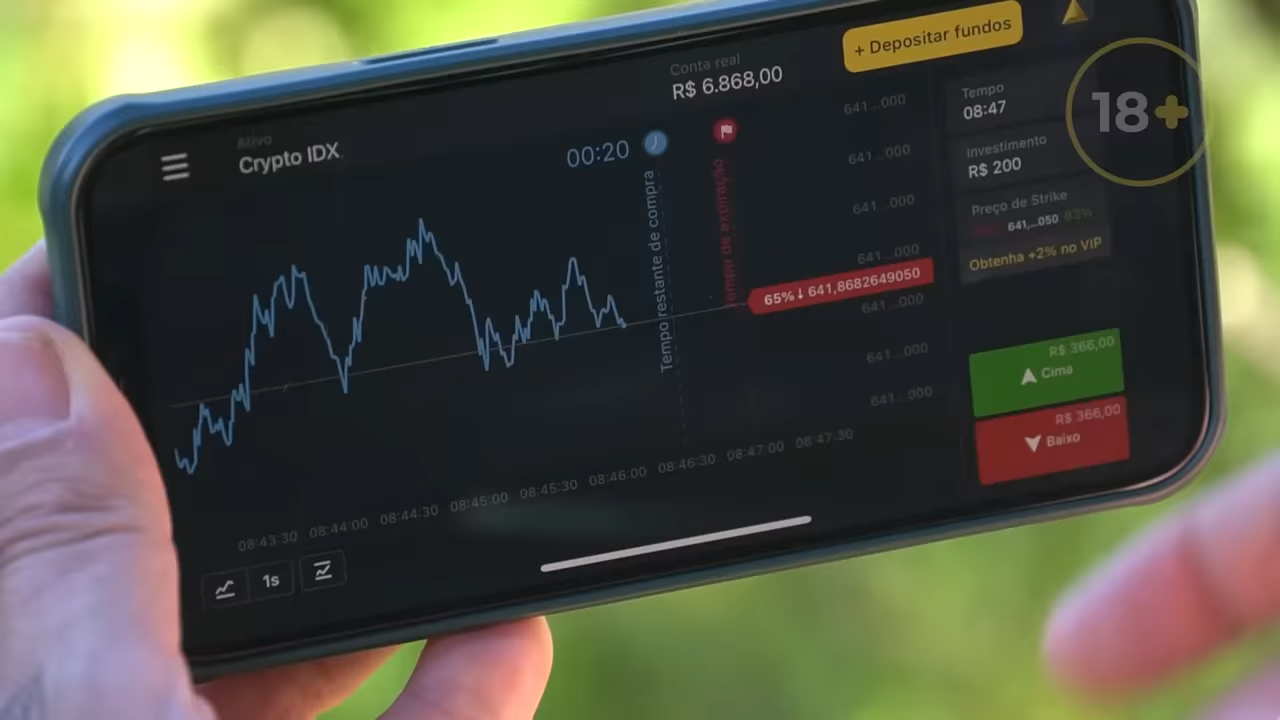 + Depositar fundos
Conta real
R$ 6.868,00
18+
Ativo
Crypto IDX
00:20
Tempo restante de compra
Tempo de expiração
641...000
641...000
641...000
641...000
65%↓ 641,8682649050
641...000
641...000
641...000
Tempo
08:47
Investimento
R$ 200
Preço de Strike
641,...050 83%
Obtenha +2% no VIP
R$ 366,00
Cima
R$ 366,00
Baixo
08:43:30 08:44:00 08:44:30 08:45:00 08:45:30 08:46:00 08:46:30 08:47:00 08:47:30
1s